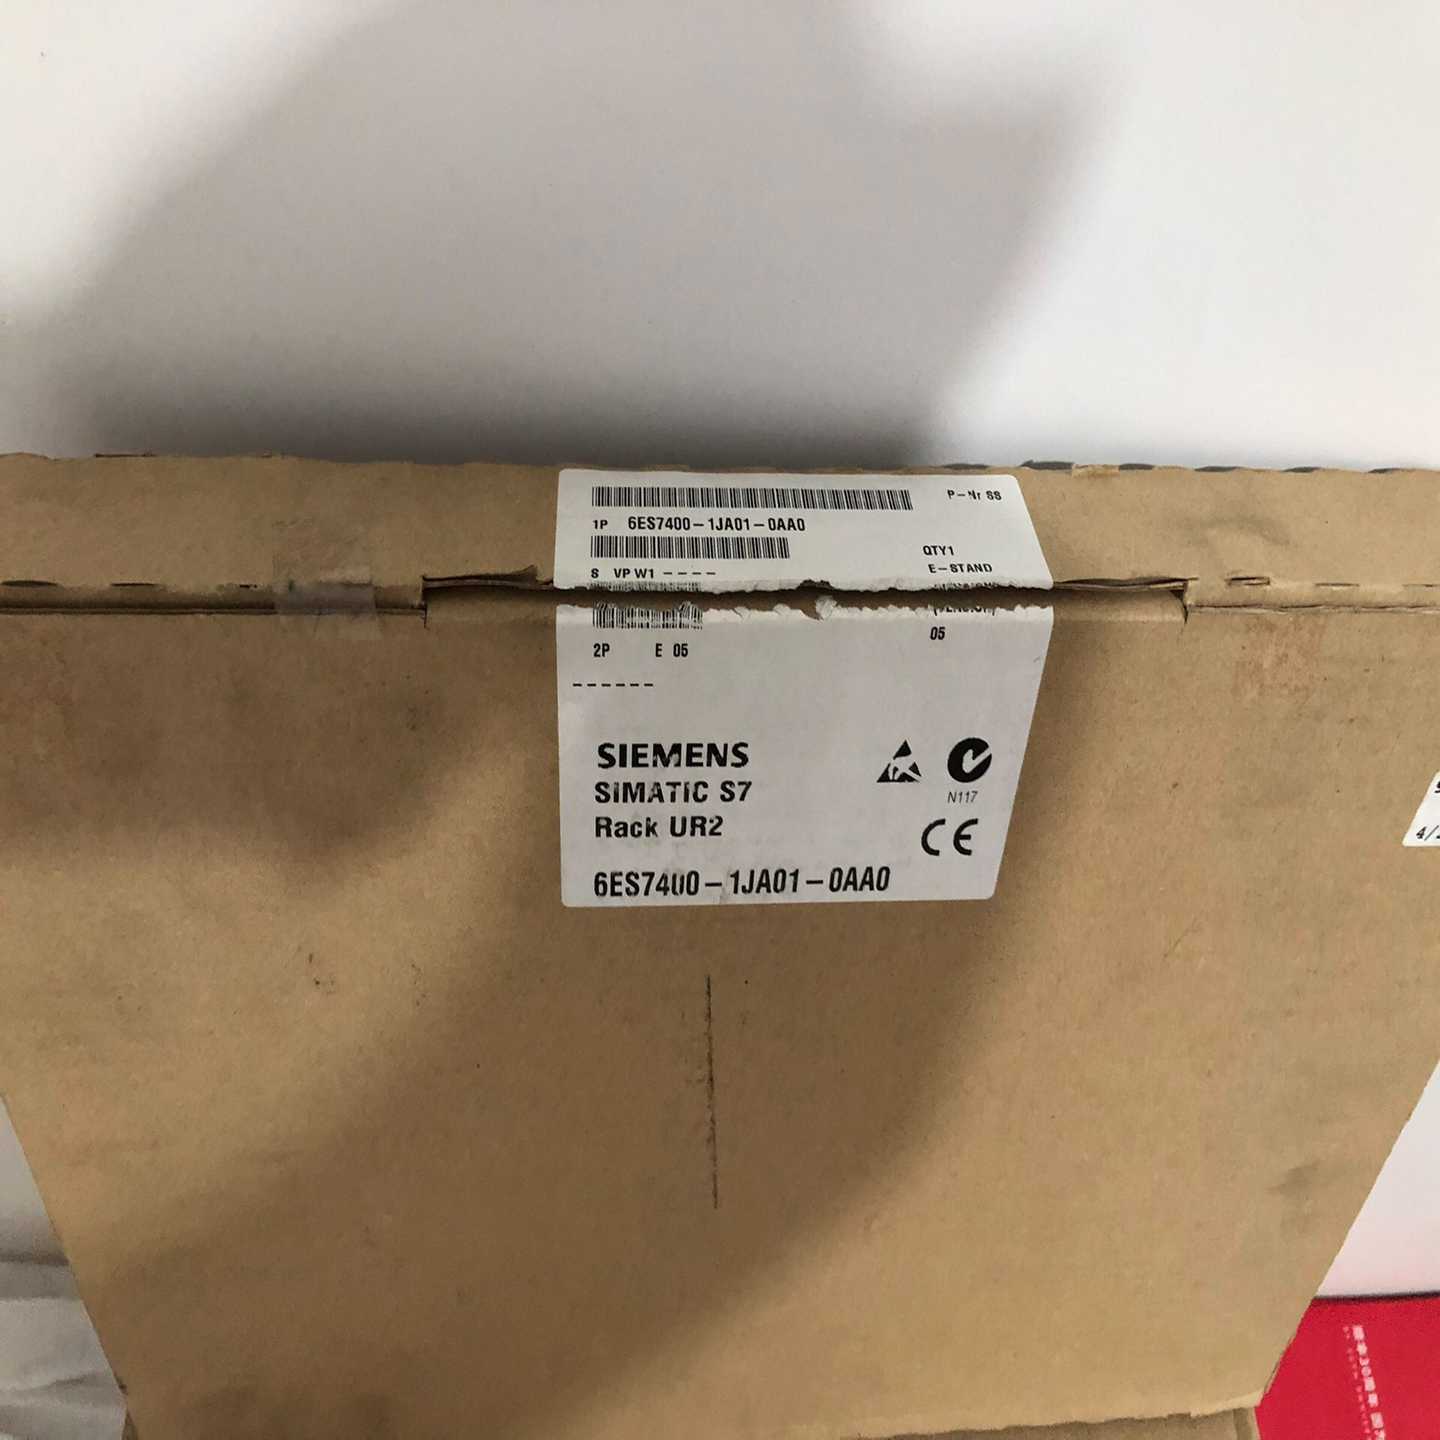 P-Nr SS
1P 6ES7400-1JA01-0AA0
QTY1
S VP W1 ----
E-STAND
05
2P E 05
------
SIEMENS
SIMATIC S7
Rack UR2
N117
CE
6ES7400-1JA01-0AA0
4/